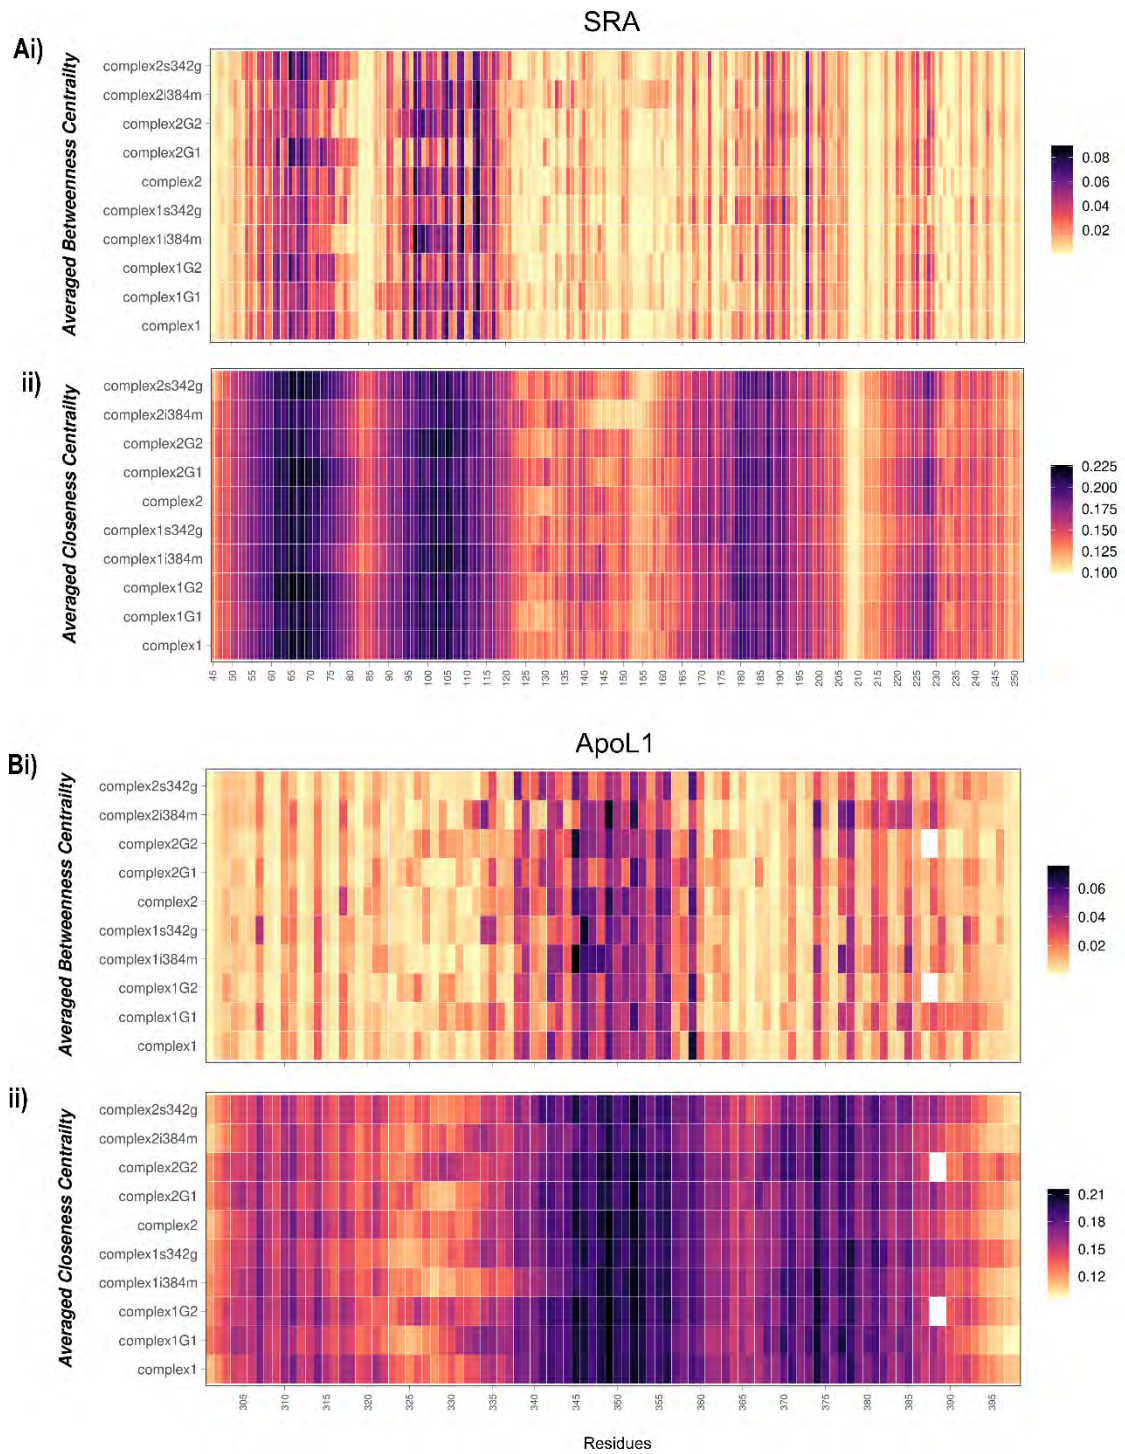 SRA
Ai)
Averaged Betweenness Centrailty
complex2s342g
complex2i384m
complex2G2
complex2G1
complex2
complex1s342g
complex1i384m
complex1G2
complex1G1
complex1
0.08
0.06
0.04
0.02
ii)
Averaged Closeness Centrailty
complex2s342g
complex2i384m
complex2G2
complex2G1
complex2
complex1s342g
complex1i384m
complex1G2
complex1G1
complex1
0.225
0.200
0.175
0.150
0.125
0.100
45 50 55 60 65 70 75 80 85 90 95 100 105 110 115 120 125 130 135 140 145 150 155 160 165 170 175 180 185 190 195 200 205 210 215 220 225 230 235 240 245 250
ApoL1
Bi)
Averaged Betweenness Centrailty
complex2s342g
complex2i384m
complex2G2
complex2G1
complex2
complex1s342g
complex1i384m
complex1G2
complex1G1
complex1
0.06
0.04
0.02
ii)
Averaged Closeness Centrailty
complex2s342g
complex2i384m
complex2G2
complex2G1
complex2
complex1s342g
complex1i384m
complex1G2
complex1G1
complex1
0.21
0.18
0.15
0.12
305 310 315 320 325 330 335 340 345 350 355 360 365 370 375 380 385 390 395
Residues